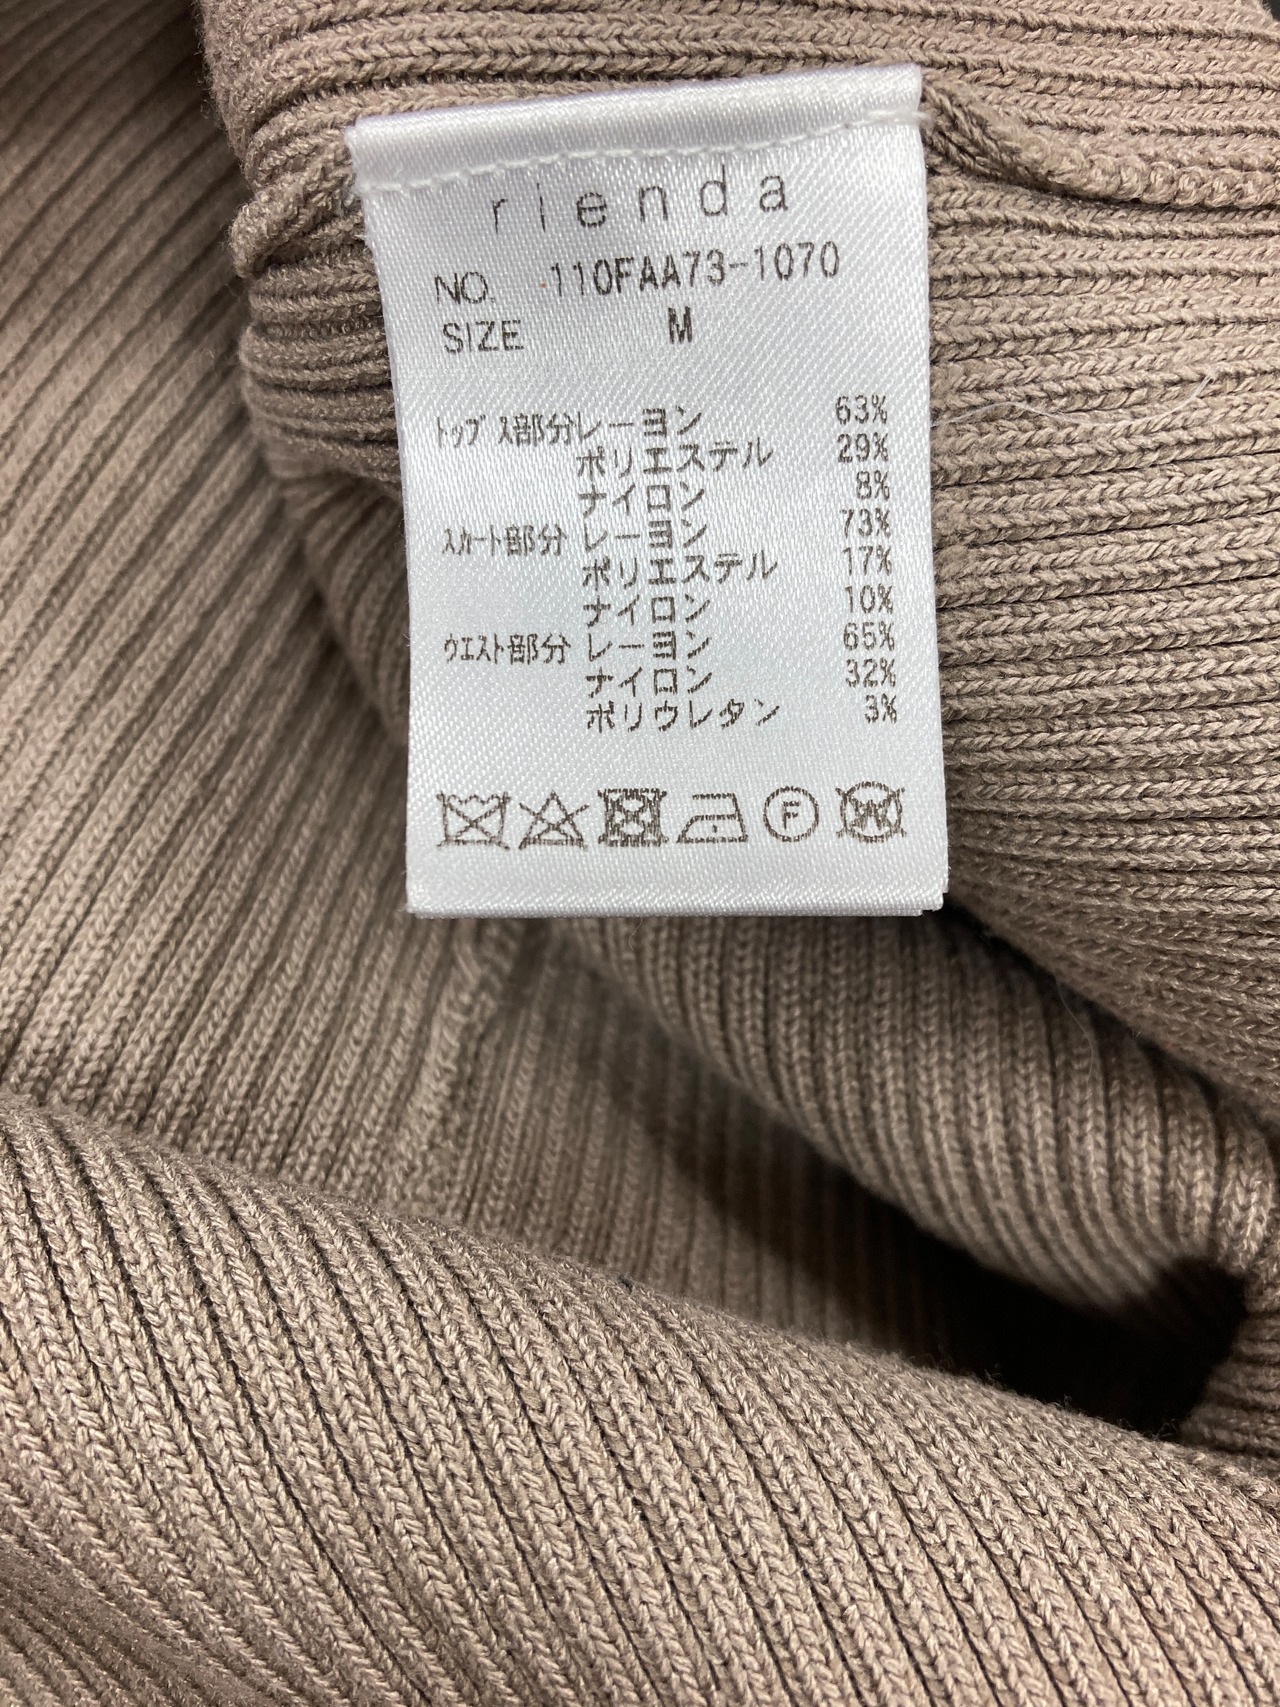 rienda
NO. 110FAA73-1070
SIZE M
トップス部分レーヨン 63%
ポリエステル 29%
ナイロン 8%
スカート部分 レーヨン 73%
ポリエステル 17%
ナイロン 10%
ウエスト部分 レーヨン 65%
ナイロン 32%
ポリウレタン 3%
F W